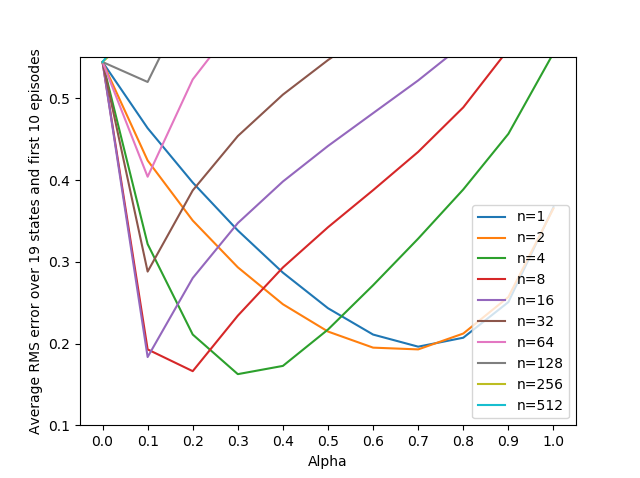 Average RMS error over 19 states and first 10 episodes
0.5
0.4
0.3
0.2
0.1
n=1
n=2
n=4
n=8
n=16
n=32
n=64
n=128
n=256
n=512
0.0 0.1 0.2 0.3 0.4 0.5 0.6 0.7 0.8 0.9 1.0
Alpha